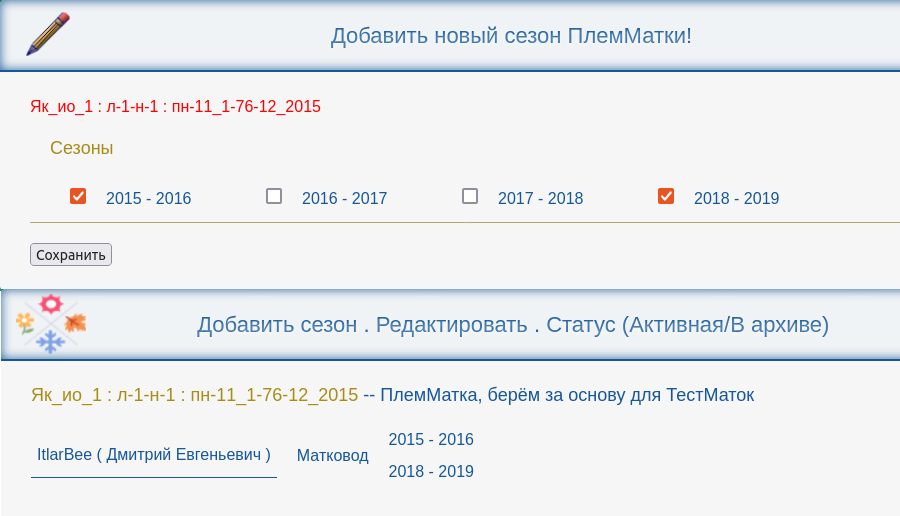 Добавить новый сезон ПлемМатки!
Як_ио_1 : л-1-н-1 : пн-11_1-76-12_2015
Сезоны
2015 - 2016 2016 - 2017 2017 - 2018 2018 - 2019
Сохранить
Добавить сезон . Редактировать . Статус (Активная/В архиве)
Як_ио_1 : л-1-н-1 : пн-11_1-76-12_2015 -- ПлемМатка, берём за основу для ТестМаток
ItlarBee ( Дмитрий Евгеньевич ) Матковод 2015 - 2016
2018 - 2019